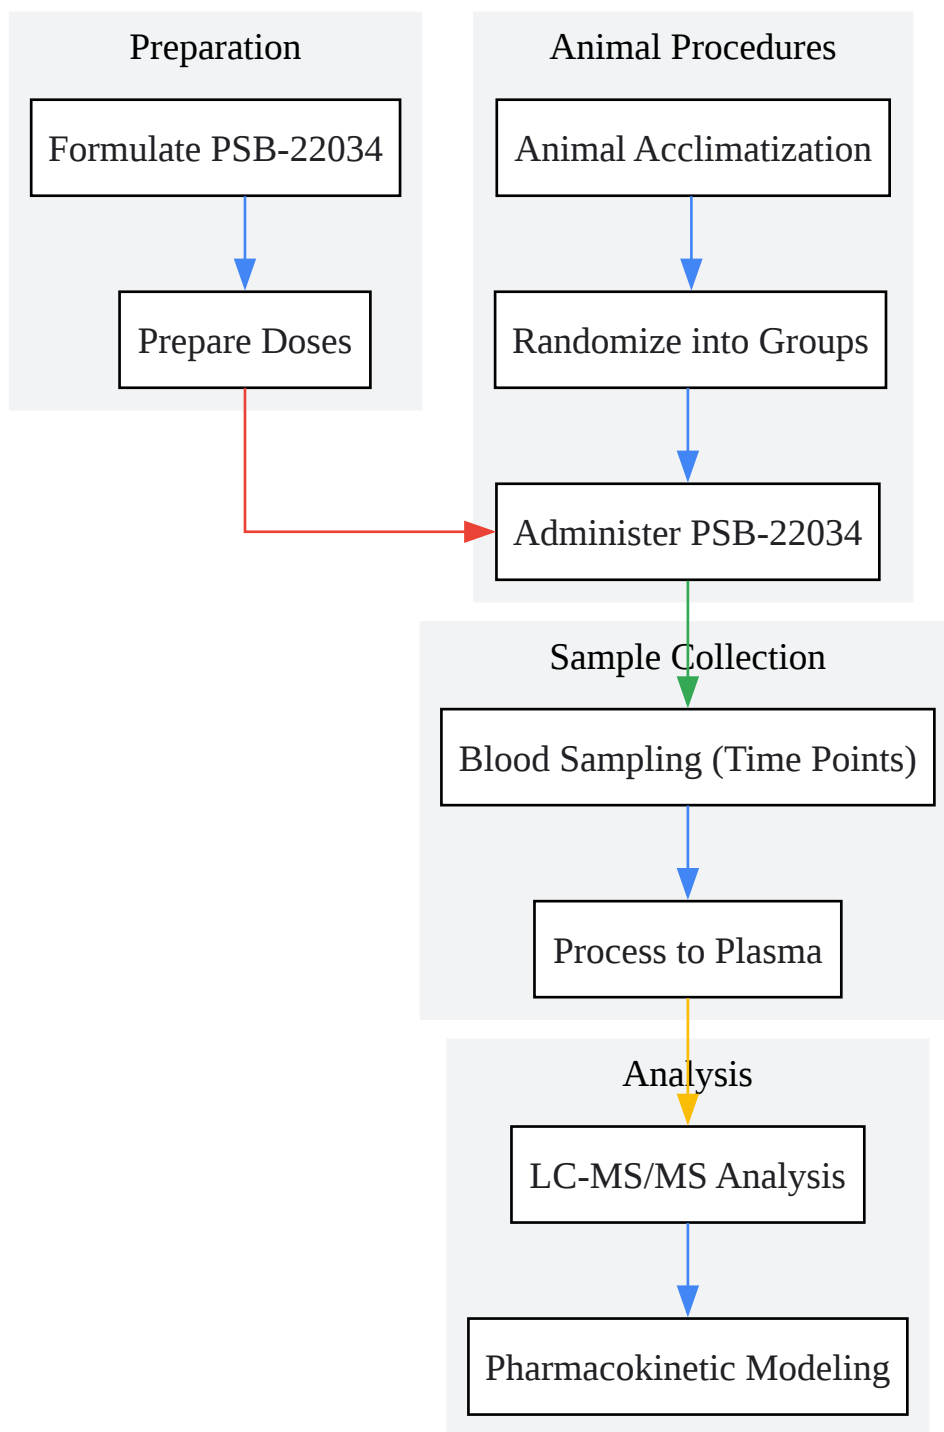 Preparation
Formulate PSB-22034
Prepare Doses
Animal Procedures
Animal Acclimatization
Randomize into Groups
Administer PSB-22034
Sample Collection
Blood Sampling (Time Points)
Process to Plasma
Analysis
LC-MS/MS Analysis
Pharmacokinetic Modeling